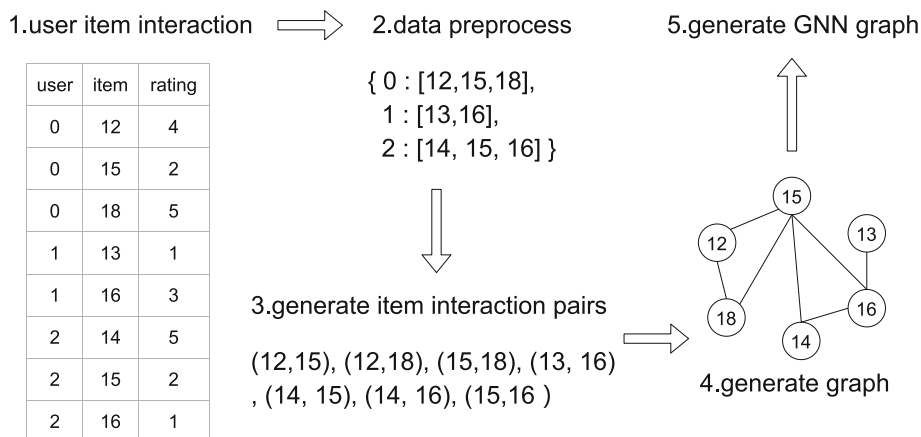 1.user item interaction
2.data preprocess
5.generate GNN graph
user item rating
0 12 4
0 15 2
0 18 5
1 13 1
1 16 3
2 14 5
2 15 2
2 16 1
{ 0 : [12,15,18],
1 : [13,16],
2 : [14, 15, 16] }
3.generate item interaction pairs
(12,15), (12,18), (15,18), (13, 16)
, (14, 15), (14, 16), (15,16 )
15
12
13
18
16
14
4.generate graph